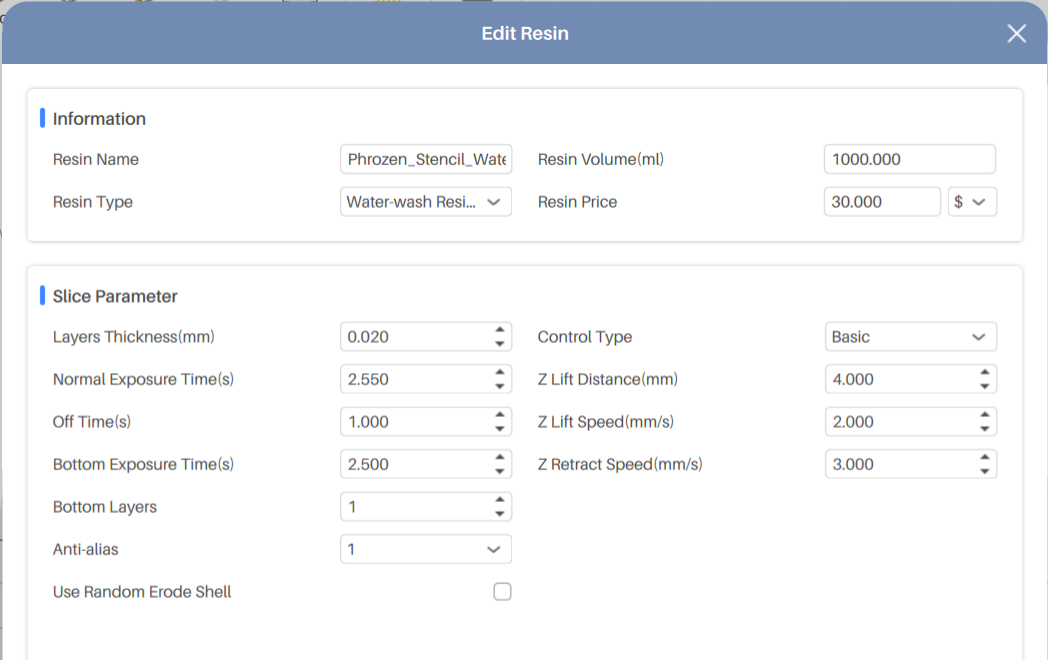 Edit Resin
Information
Resin Name Phrozen_Stencil_Wate Resin Volume(ml) 1000.000
Resin Type Water-wash Resi... Resin Price 30.000 $
Slice Parameter
Layers Thickness(mm) 0.020 Control Type Basic
Normal Exposure Time(s) 2.550 Z Lift Distance(mm) 4.000
Off Time(s) 1.000 Z Lift Speed(mm/s) 2.000
Bottom Exposure Time(s) 2.500 Z Retract Speed(mm/s) 3.000
Bottom Layers 1
Anti-alias 1
Use Random Erode Shell